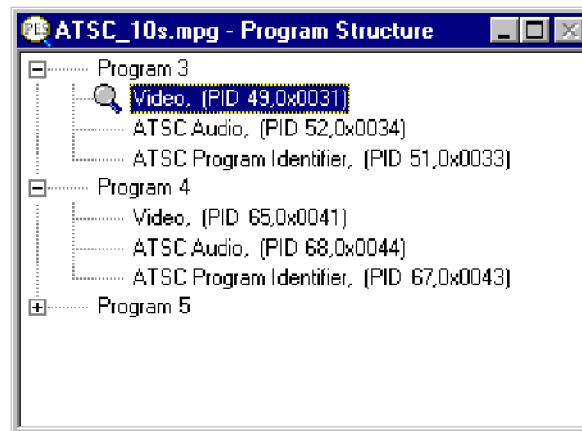 PES ATSC_10s.mpg - Program Structure
Program 3
Video, (PID 49,0x0031)
ATSC Audio, (PID 52,0x0034)
ATSC Program Identifier, (PID 51,0x0033)
Program 4
Video, (PID 65,0x0041)
ATSC Audio, (PID 68,0x0044)
ATSC Program Identifier, (PID 67,0x0043)
Program 5